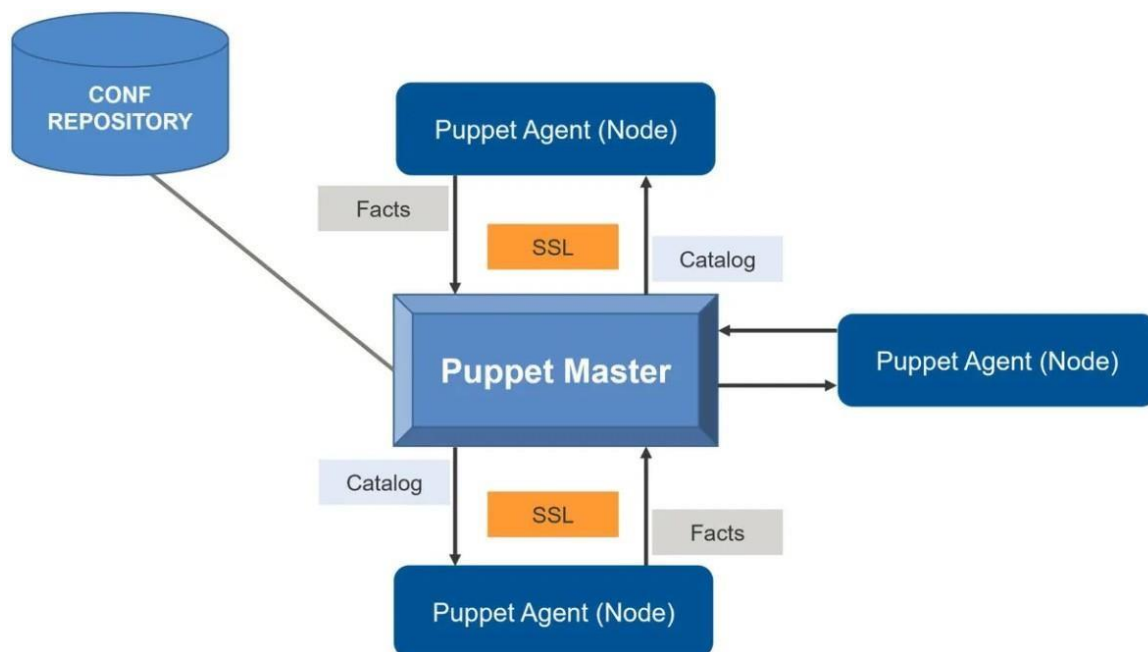 CONF
REPOSITORY
Puppet Agent (Node)
Facts
SSL
Catalog
Puppet Master
Puppet Agent (Node)
Catalog
SSL
Facts
Puppet Agent (Node)